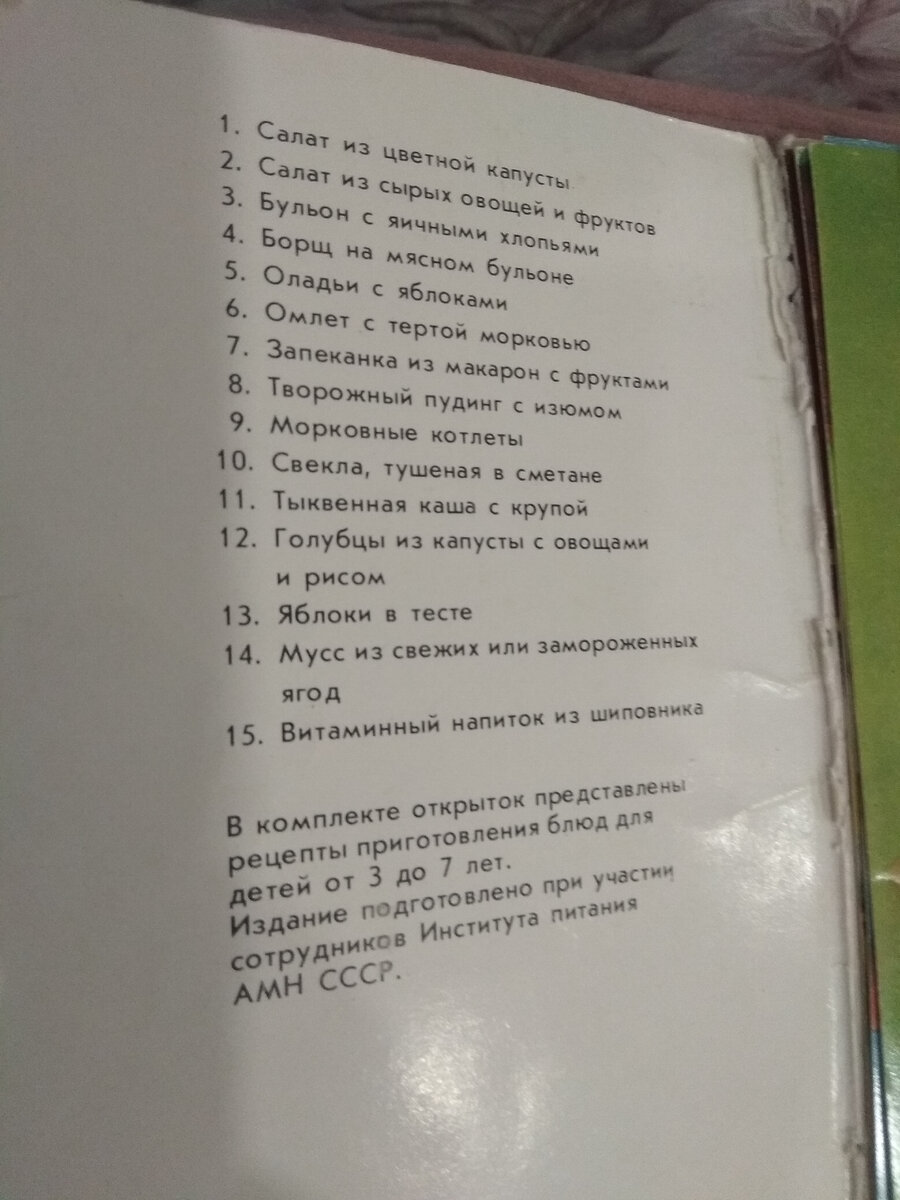 1. Салат из цветной капусты
2. Салат из сырых овощей и фруктов
3. Бульон с яичными хлопьями
4. Борщ на мясном бульоне
5. Оладьи с яблоками
6. Омлет с тертой морковью
7. Запеканка из макарон с фруктами
8. Творожный пудинг с изюмом
9. Морковные котлеты
10. Свекла, тушеная в сметане
11. Тыквенная каша с крупой
12. Голубцы из капусты с овощами
и рисом
13. Яблоки в тесте
14. Мусс из свежих или замороженных
ягод
15. Витаминный напиток из шиповника
В комплекте открыток представлены
рецепты приготовления блюд для
детей от 3 до 7 лет.
Издание подготовлено при участии
сотрудников Института питания
АМН СССР.